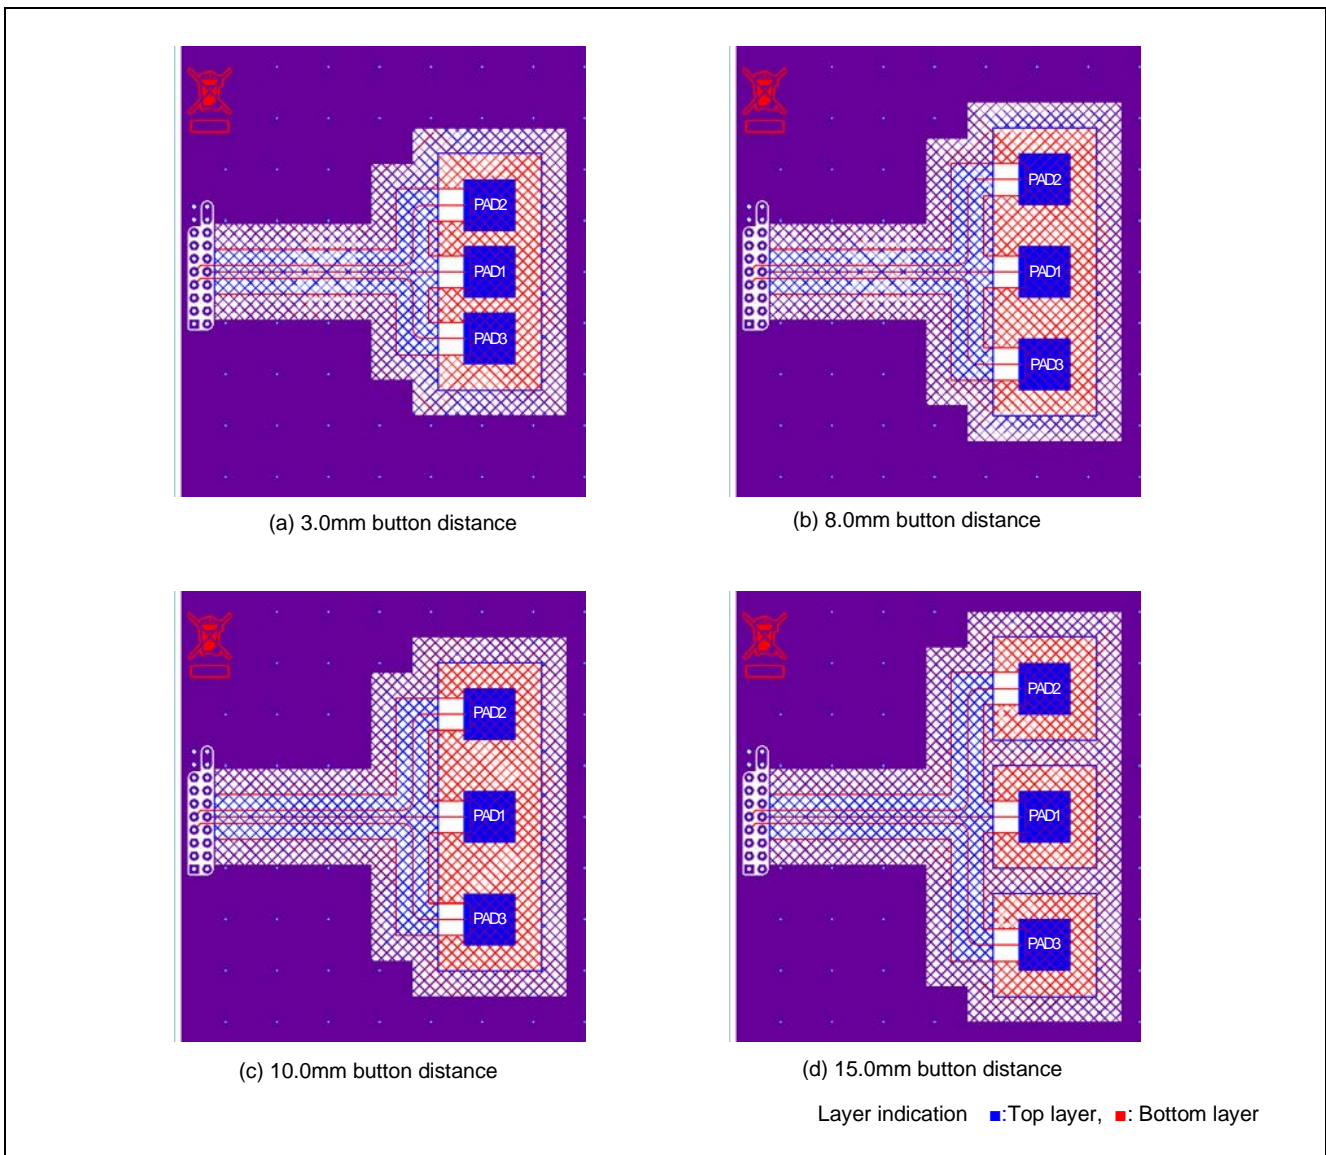 PAD2
PAD1
PAD3
(a) 3.0mm button distance
PAD2
PAD1
PAD3
(b) 8.0mm button distance
PAD2
PAD1
PAD3
(c) 10.0mm button distance
PAD2
PAD1
PAD3
(d) 15.0mm button distance
Layer indication ■:Top layer, ■: Bottom layer